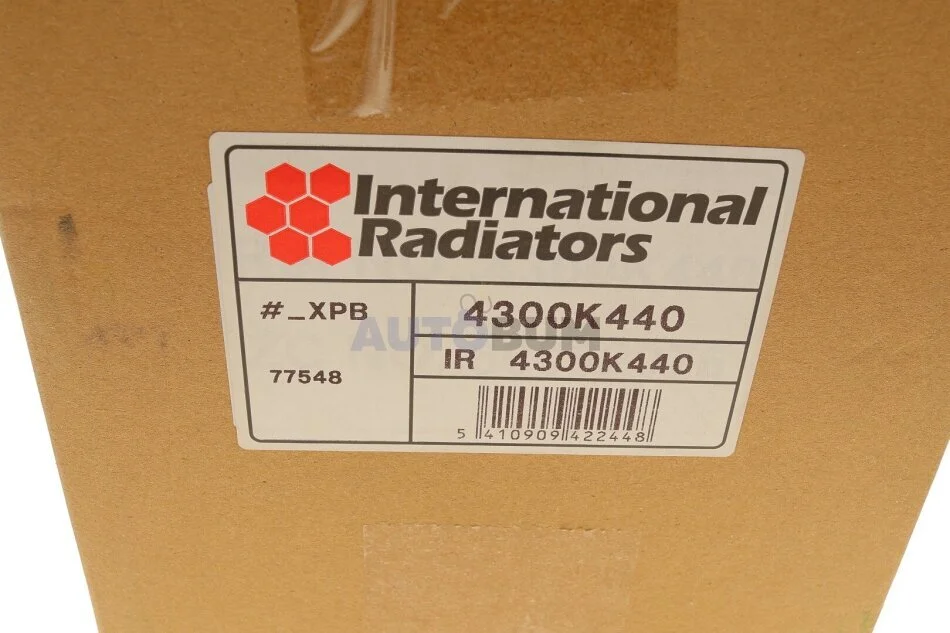 International
Radiators
#_XPB
4300K440
AUTOBUM
IR 4300K440
77548
5 410909 422448